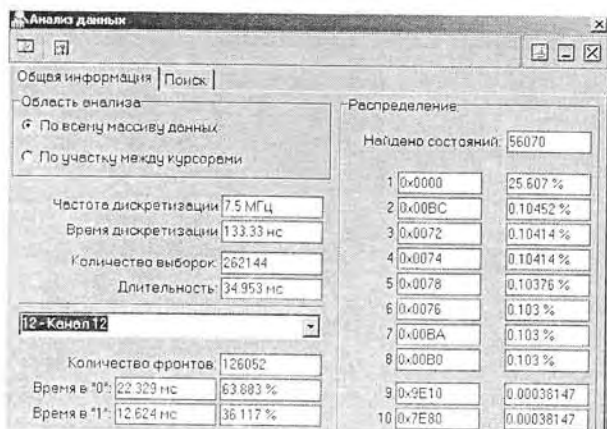 Анализ данных
Общая информация
Поиск
Область анализа
По всему массиву данных
По участку между курсорами
Частота дискретизации 7.5 МГц
Время дискретизации 133.33 нс
Количество выборок: 262144
Длительность: 34.953 мс
12 - Канал 12
Количество фронтов: 126052
Время в "0": 22.329 мс 63.883 %
Время в "1": 12.624 мс 36.117 %
Распределение
Найдено состояний: 56070
1 0x0000 25.607 %
2 0x00BC 0.10452 %
3 0x0072 0.10414 %
4 0x0074 0.10414 %
5 0x0078 0.10376 %
6 0x0076 0.103 %
7 0x00BA 0.103 %
8 0x00B0 0.103 %
9 0x9E10 0.00038147
10 0x7E80 0.00038147